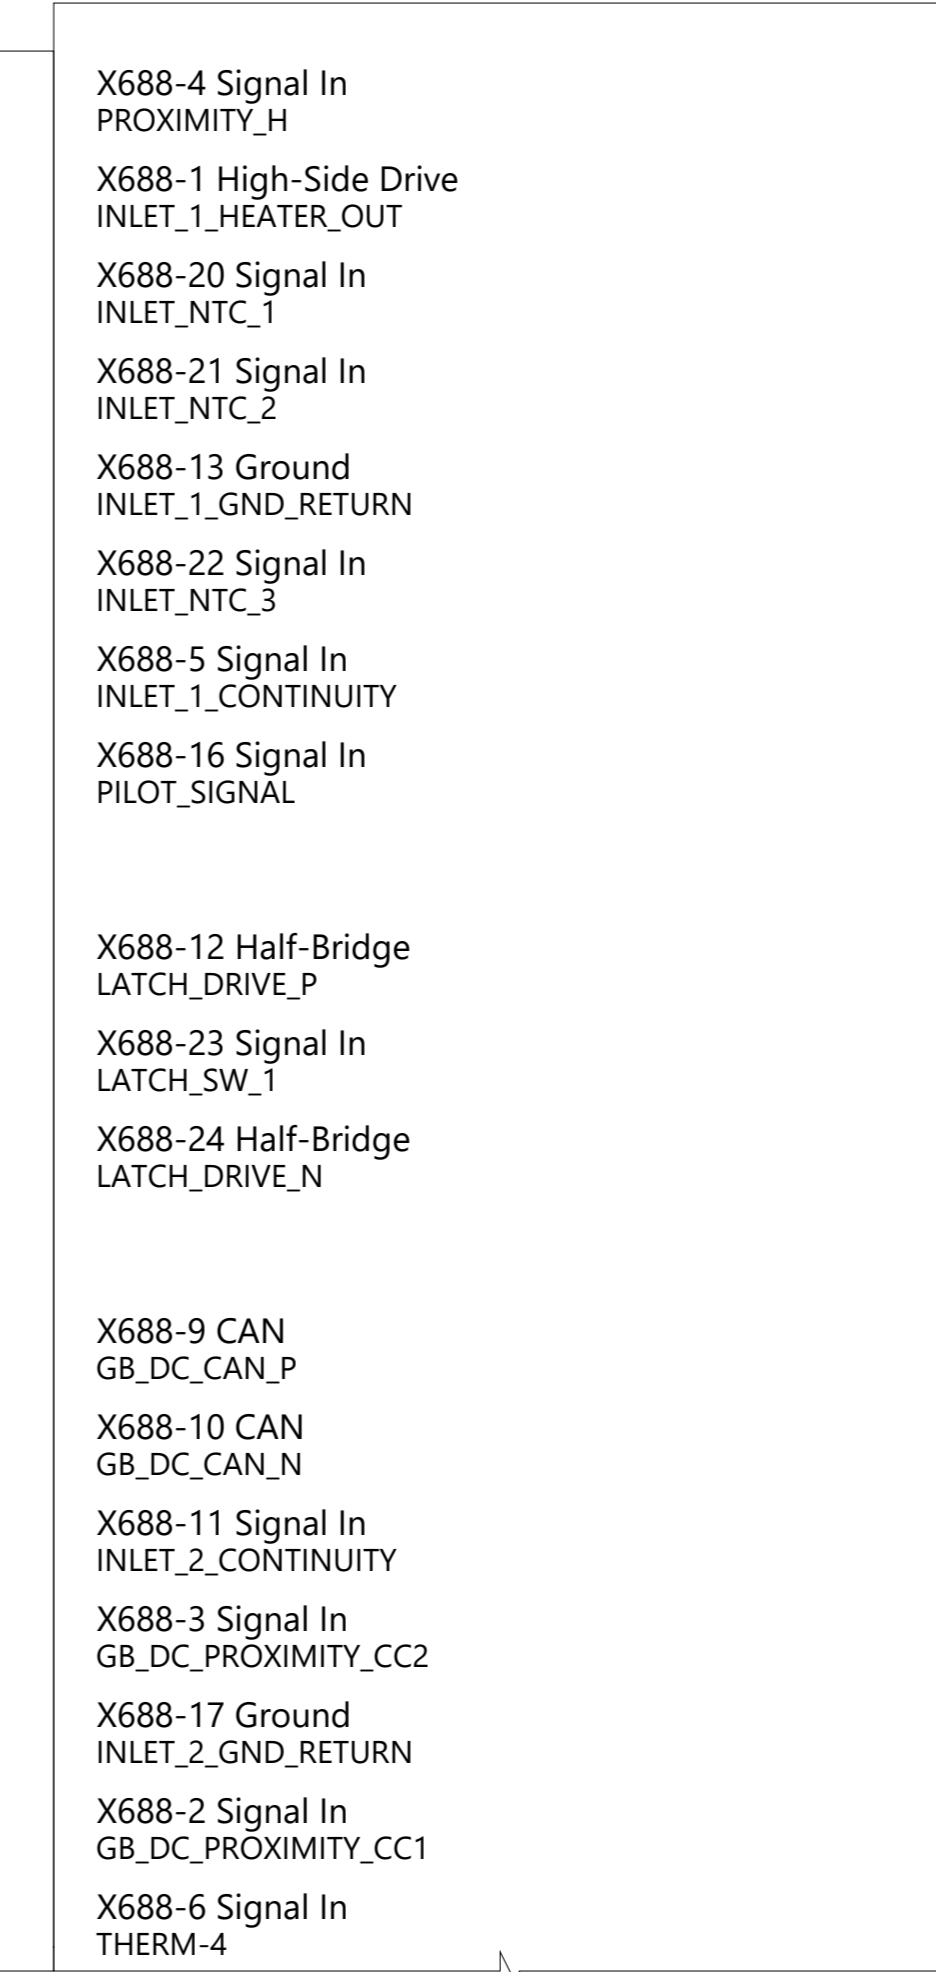 X688-4 Signal In
PROXIMITY_H
X688-1 High-Side Drive
INLET_1_HEATER_OUT
X688-20 Signal In
INLET_NTC_1
X688-21 Signal In
INLET_NTC_2
X688-13 Ground
INLET_1_GND_RETURN
X688-22 Signal In
INLET_NTC_3
X688-5 Signal In
INLET_1_CONTINUITY
X688-16 Signal In
PILOT_SIGNAL
X688-12 Half-Bridge
LATCH_DRIVE_P
X688-23 Signal In
LATCH_SW_1
X688-24 Half-Bridge
LATCH_DRIVE_N
X688-9 CAN
GB_DC_CAN_P
X688-10 CAN
GB_DC_CAN_N
X688-11 Signal In
INLET_2_CONTINUITY
X688-3 Signal In
GB_DC_PROXIMITY_CC2
X688-17 Ground
INLET_2_GND_RETURN
X688-2 Signal In
GB_DC_PROXIMITY_CC1
X688-6 Signal In
THERM-4